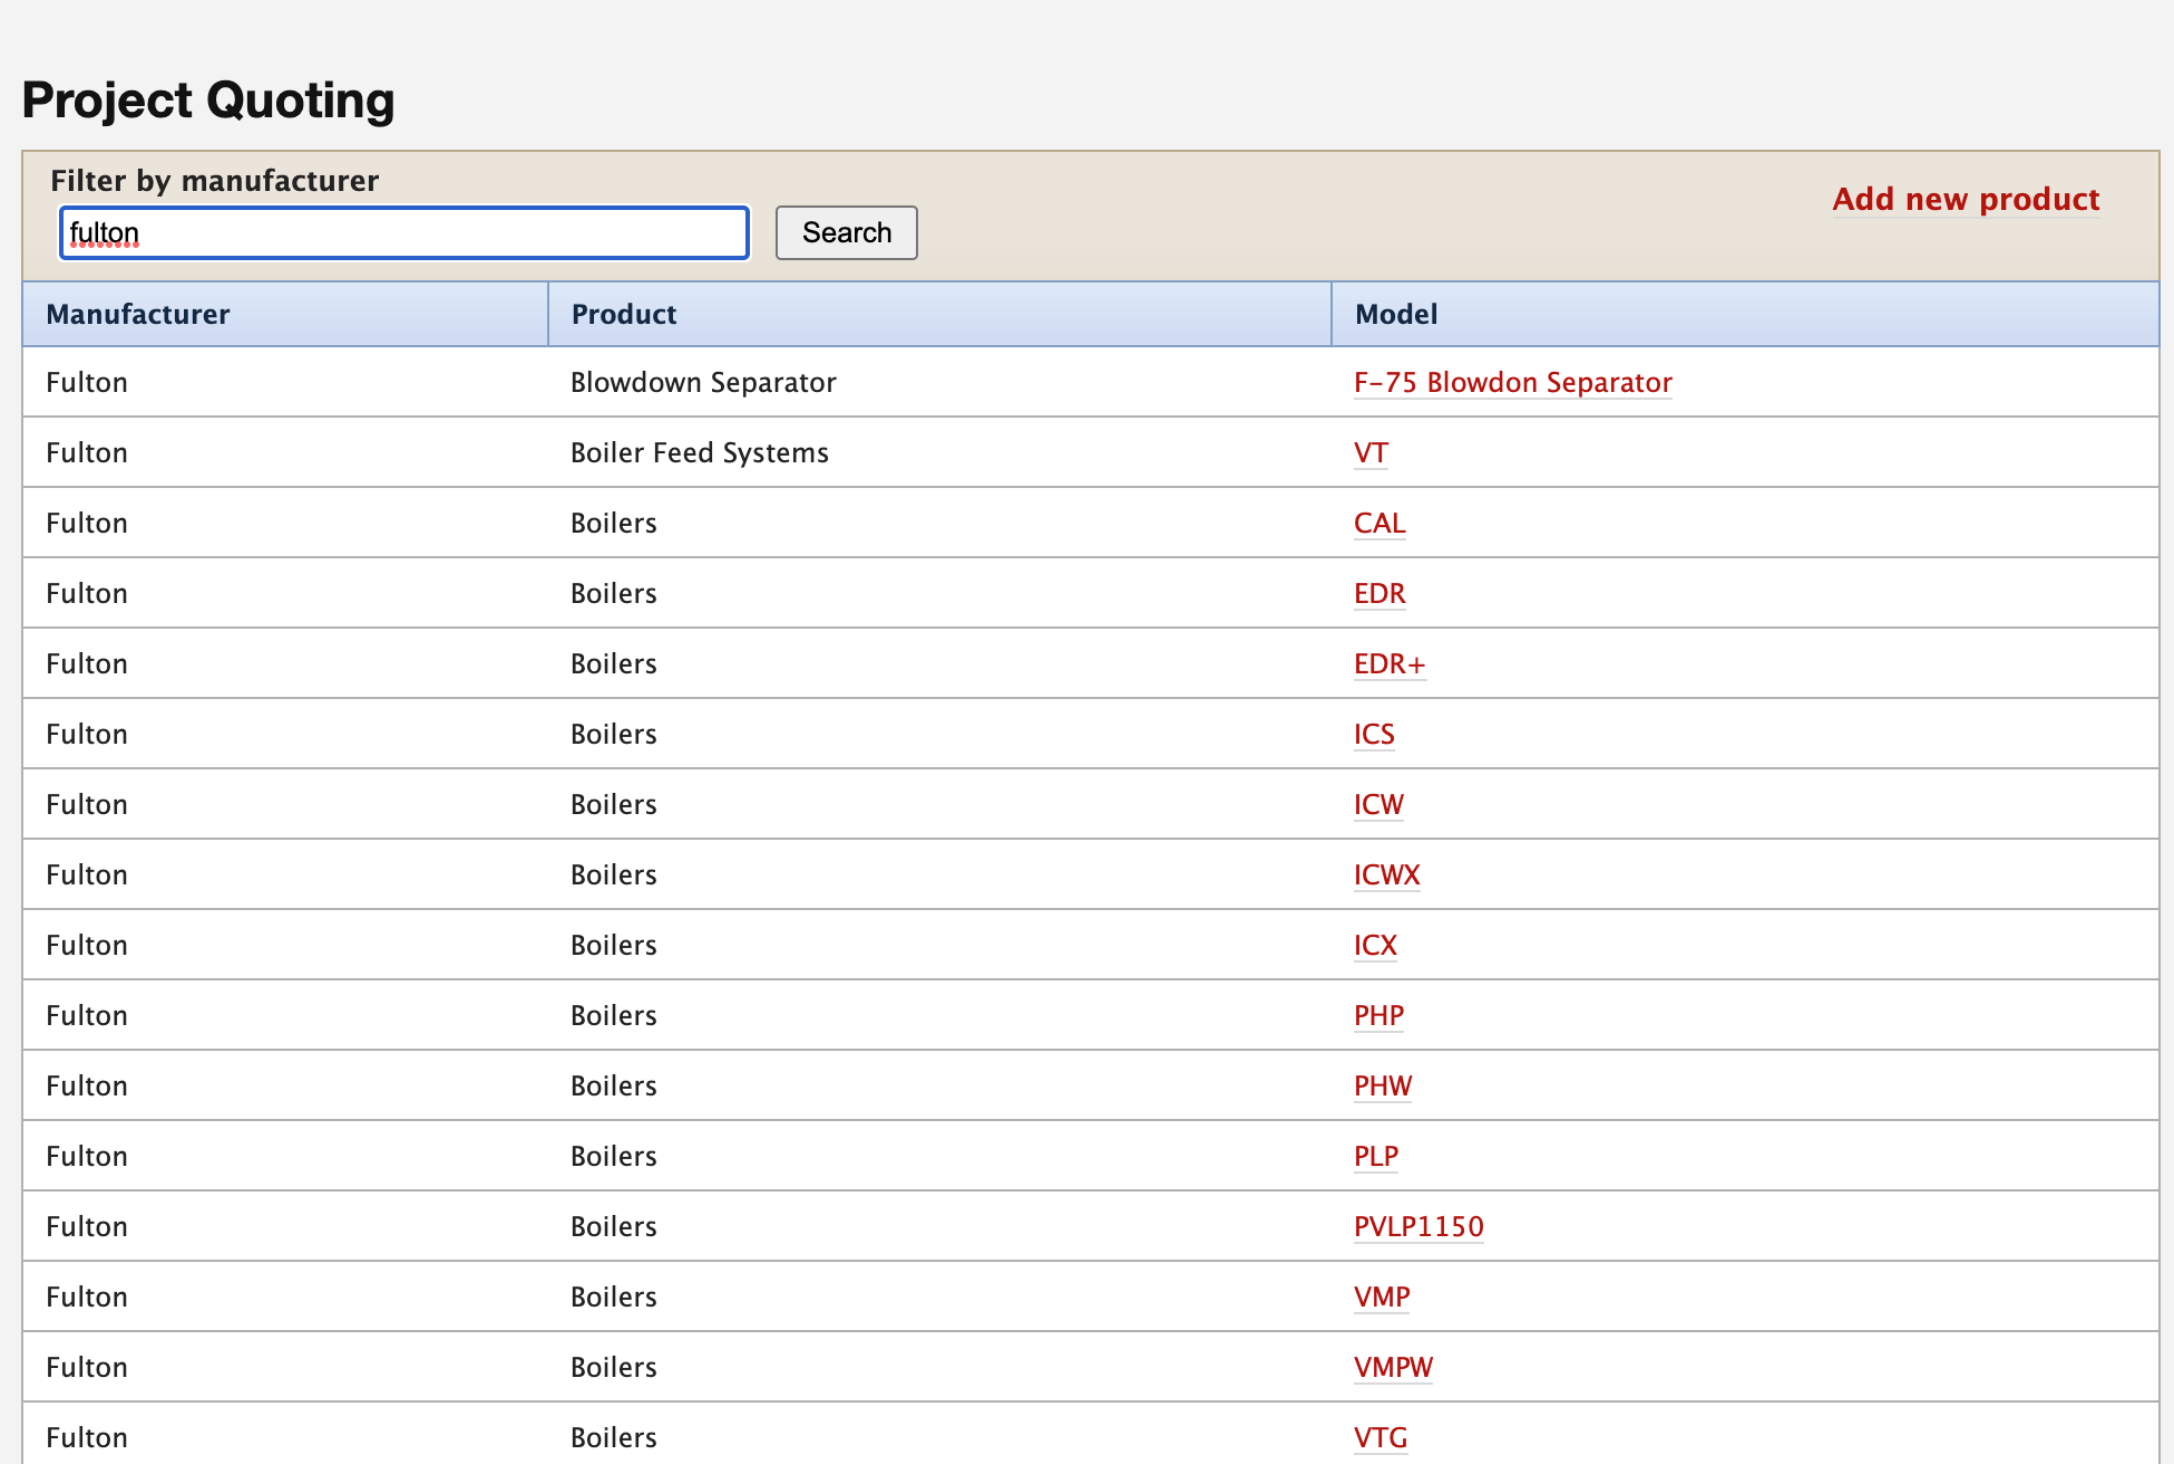 Project Quoting
Filter by manufacturer
Add new product
fulton
Search
Manufacturer Product Model
Fulton Blowdown Separator F-75 Blowdon Separator
Fulton Boiler Feed Systems VT
Fulton Boilers CAL
Fulton Boilers EDR
Fulton Boilers EDR+
Fulton Boilers ICS
Fulton Boilers ICW
Fulton Boilers ICWX
Fulton Boilers ICX
Fulton Boilers PHP
Fulton Boilers PHW
Fulton Boilers PLP
Fulton Boilers PVLP1150
Fulton Boilers VMP
Fulton Boilers VMPW
Fulton Boilers VTG